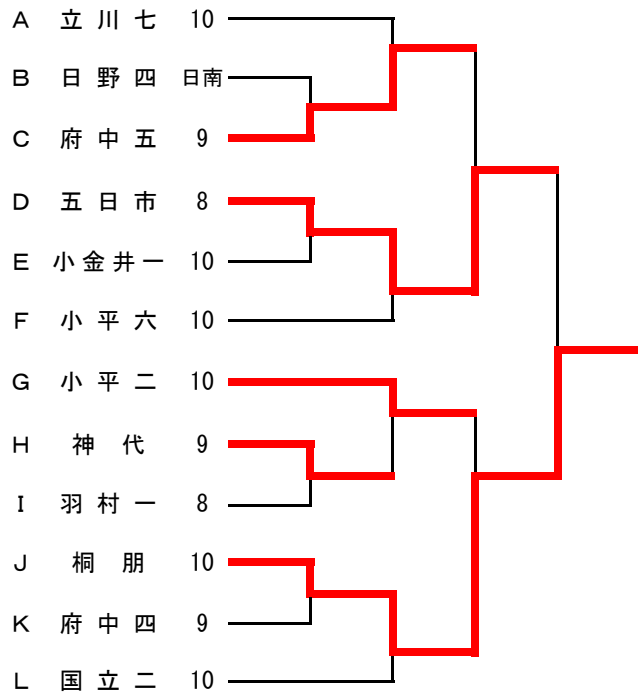 A 立川七 10
B 日野四 日南
C 府中五 9
D 五日市 8
E 小金井一 10
F 小平六 10
G 小平二 10
H 神代 9
I 羽村一 8
J 桐朋 10
K 府中四 9
L 国立二 10